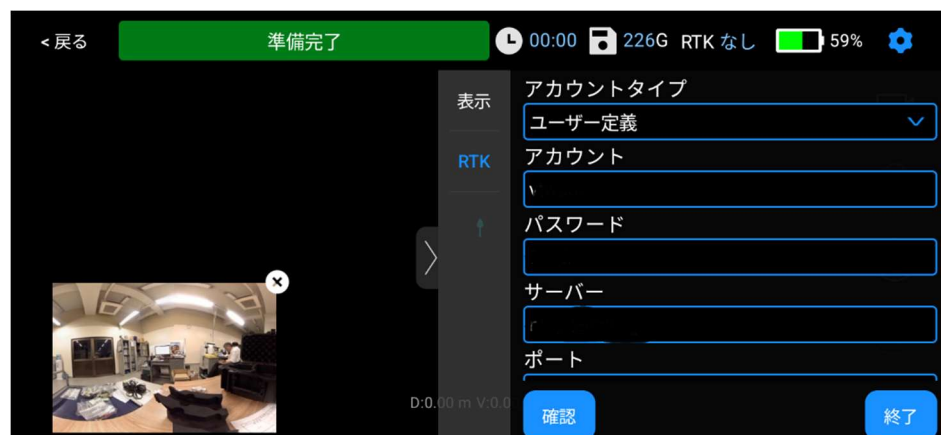 <戻る
準備完了
00:00 226G RTK なし 59%
表示
RTK
アカウントタイプ
ユーザー定義
アカウント
パスワード
サーバー
ポート
D:0.00 m V:0.0
確認
終了